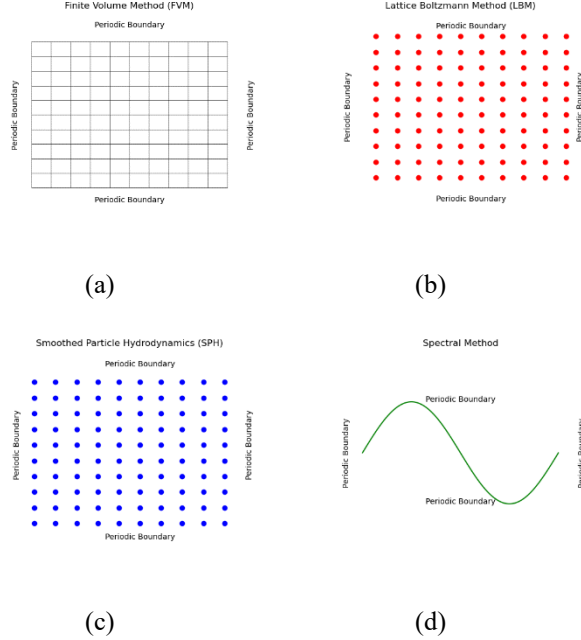 Finite Volume Method (FVM)
Periodic Boundary
Periodic Boundary
Periodic Boundary
Periodic Boundary
(a)
Lattice Boltzmann Method (LBM)
Periodic Boundary
Periodic Boundary
Periodic Boundary
Periodic Boundary
(b)
Smoothed Particle Hydrodynamics (SPH)
Periodic Boundary
Periodic Boundary
Periodic Boundary
Periodic Boundary
(c)
Spectral Method
Periodic Boundary
Periodic Boundary
Periodic Boundary
Periodic Boundary
(d)